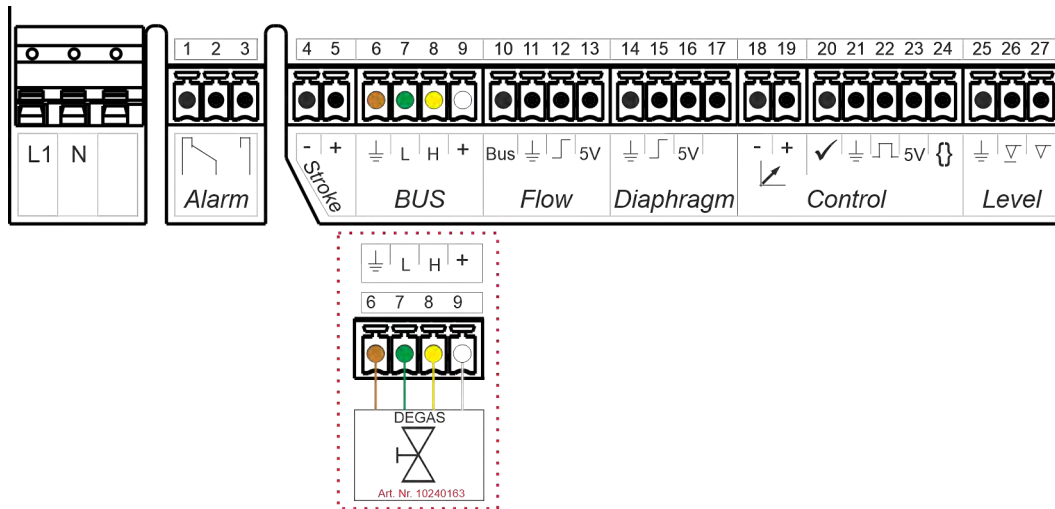 1 2 3 4 5 6 7 8 9 10 11 12 13 14 15 16 17 18 19 20 21 22 23 24 25 26 27
L1 N - + L H + Bus 5V 5V - + 5V {}
Alarm Stroke BUS Flow Diaphragm Control Level
L H +
6 7 8 9
DEGAS
Art. Nr. 10240163